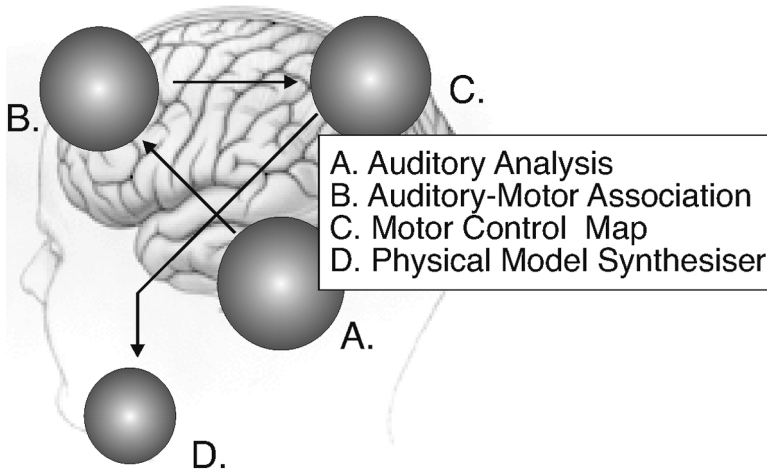 B.
C.
A. Auditory Analysis
B. Auditory-Motor Association
C. Motor Control Map
D. Physical Model Synthesiser
A.
D.